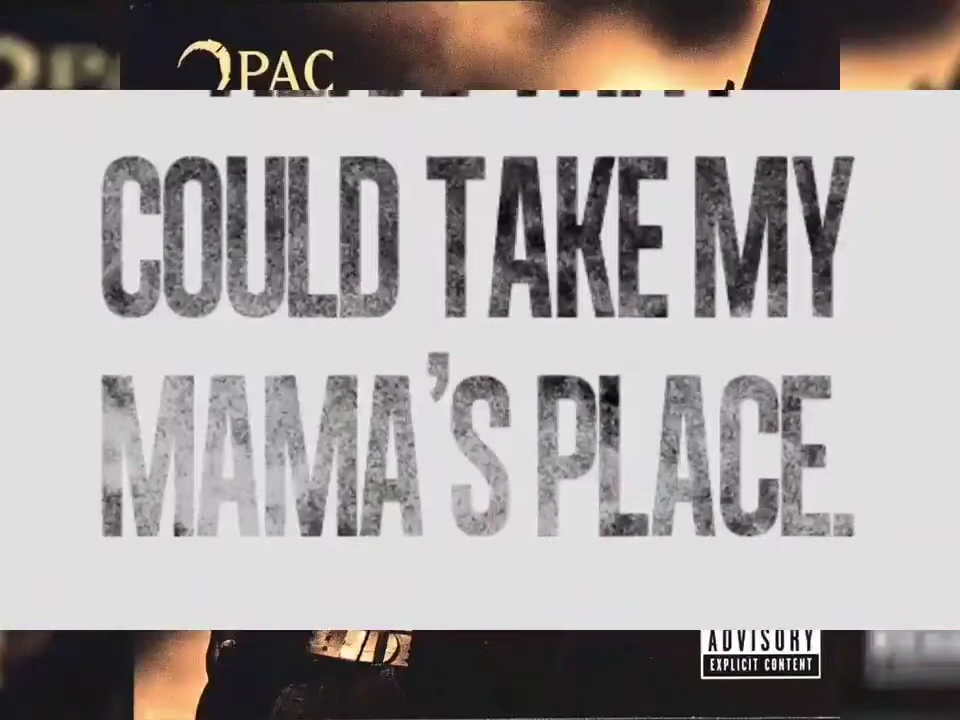 2PAC
COULD TAKE MY
MAMA'S PLACE.
ADVISORY
EXPLICIT CONTENT